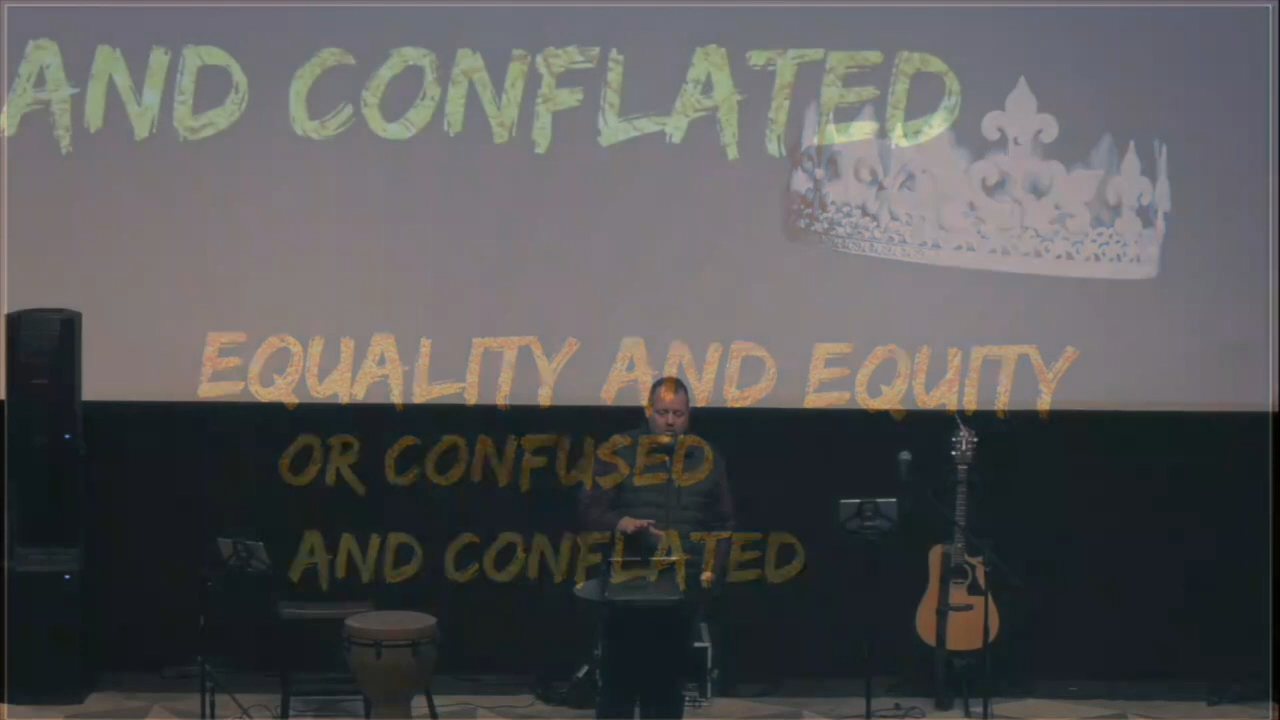 AND CONFLATED
EQUALITY AND EQUITY
OR CONFUSED
AND CONFLATED